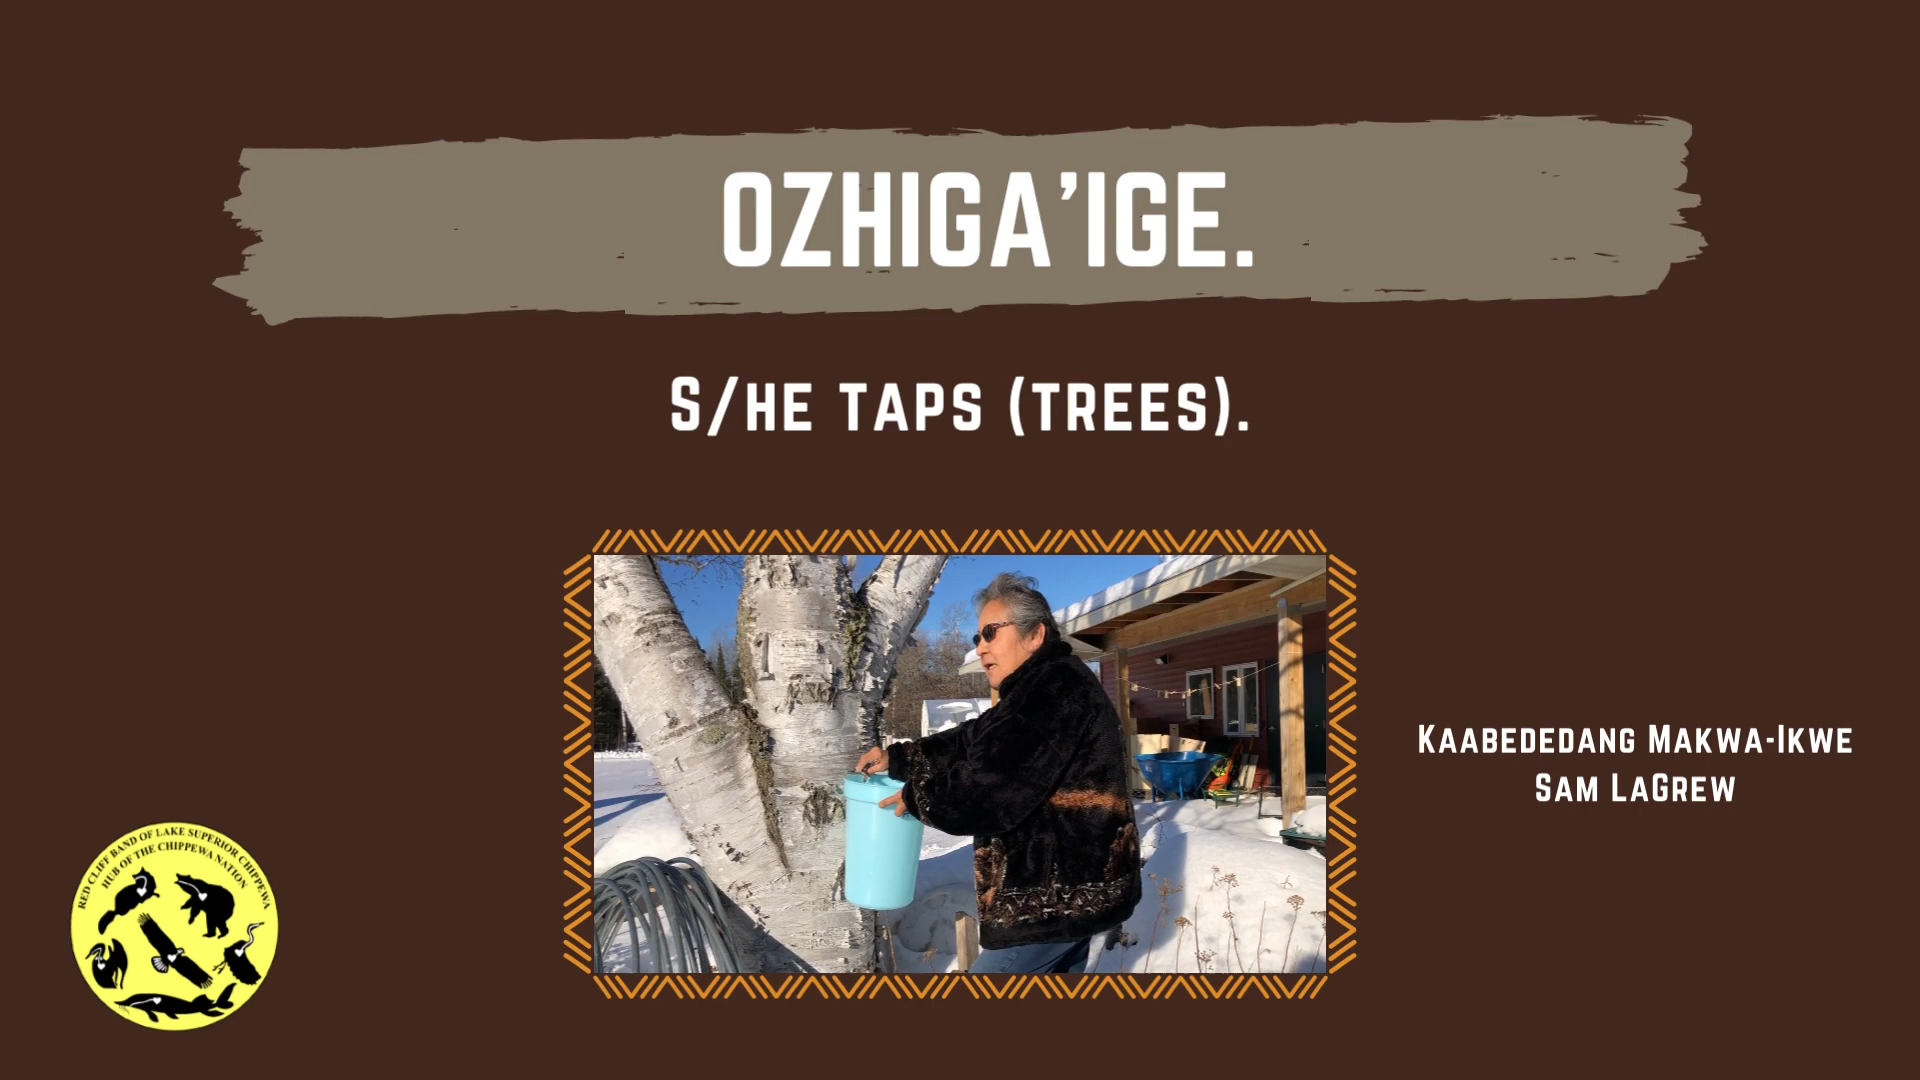 OZHIGA'IGE.
S/HE TAPS (TREES).
KAABEDEDANG MAKWA-IKWE
SAM LAGREW
RED CLIFF BAND OF LAKE SUPERIOR CHIPPEWA
HUB OF THE CHIPPEWA NATION